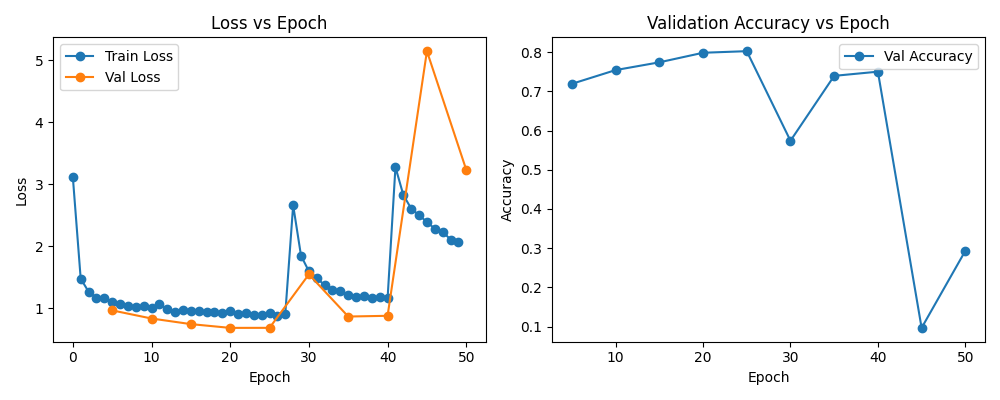 Loss vs Epoch
Train Loss
Val Loss
Loss
5
4
3
2
1
0
10
20
30
40
50
Epoch
Validation Accuracy vs Epoch
Val Accuracy
Accuracy
0.8
0.7
0.6
0.5
0.4
0.3
0.2
0.1
10
20
30
40
50
Epoch